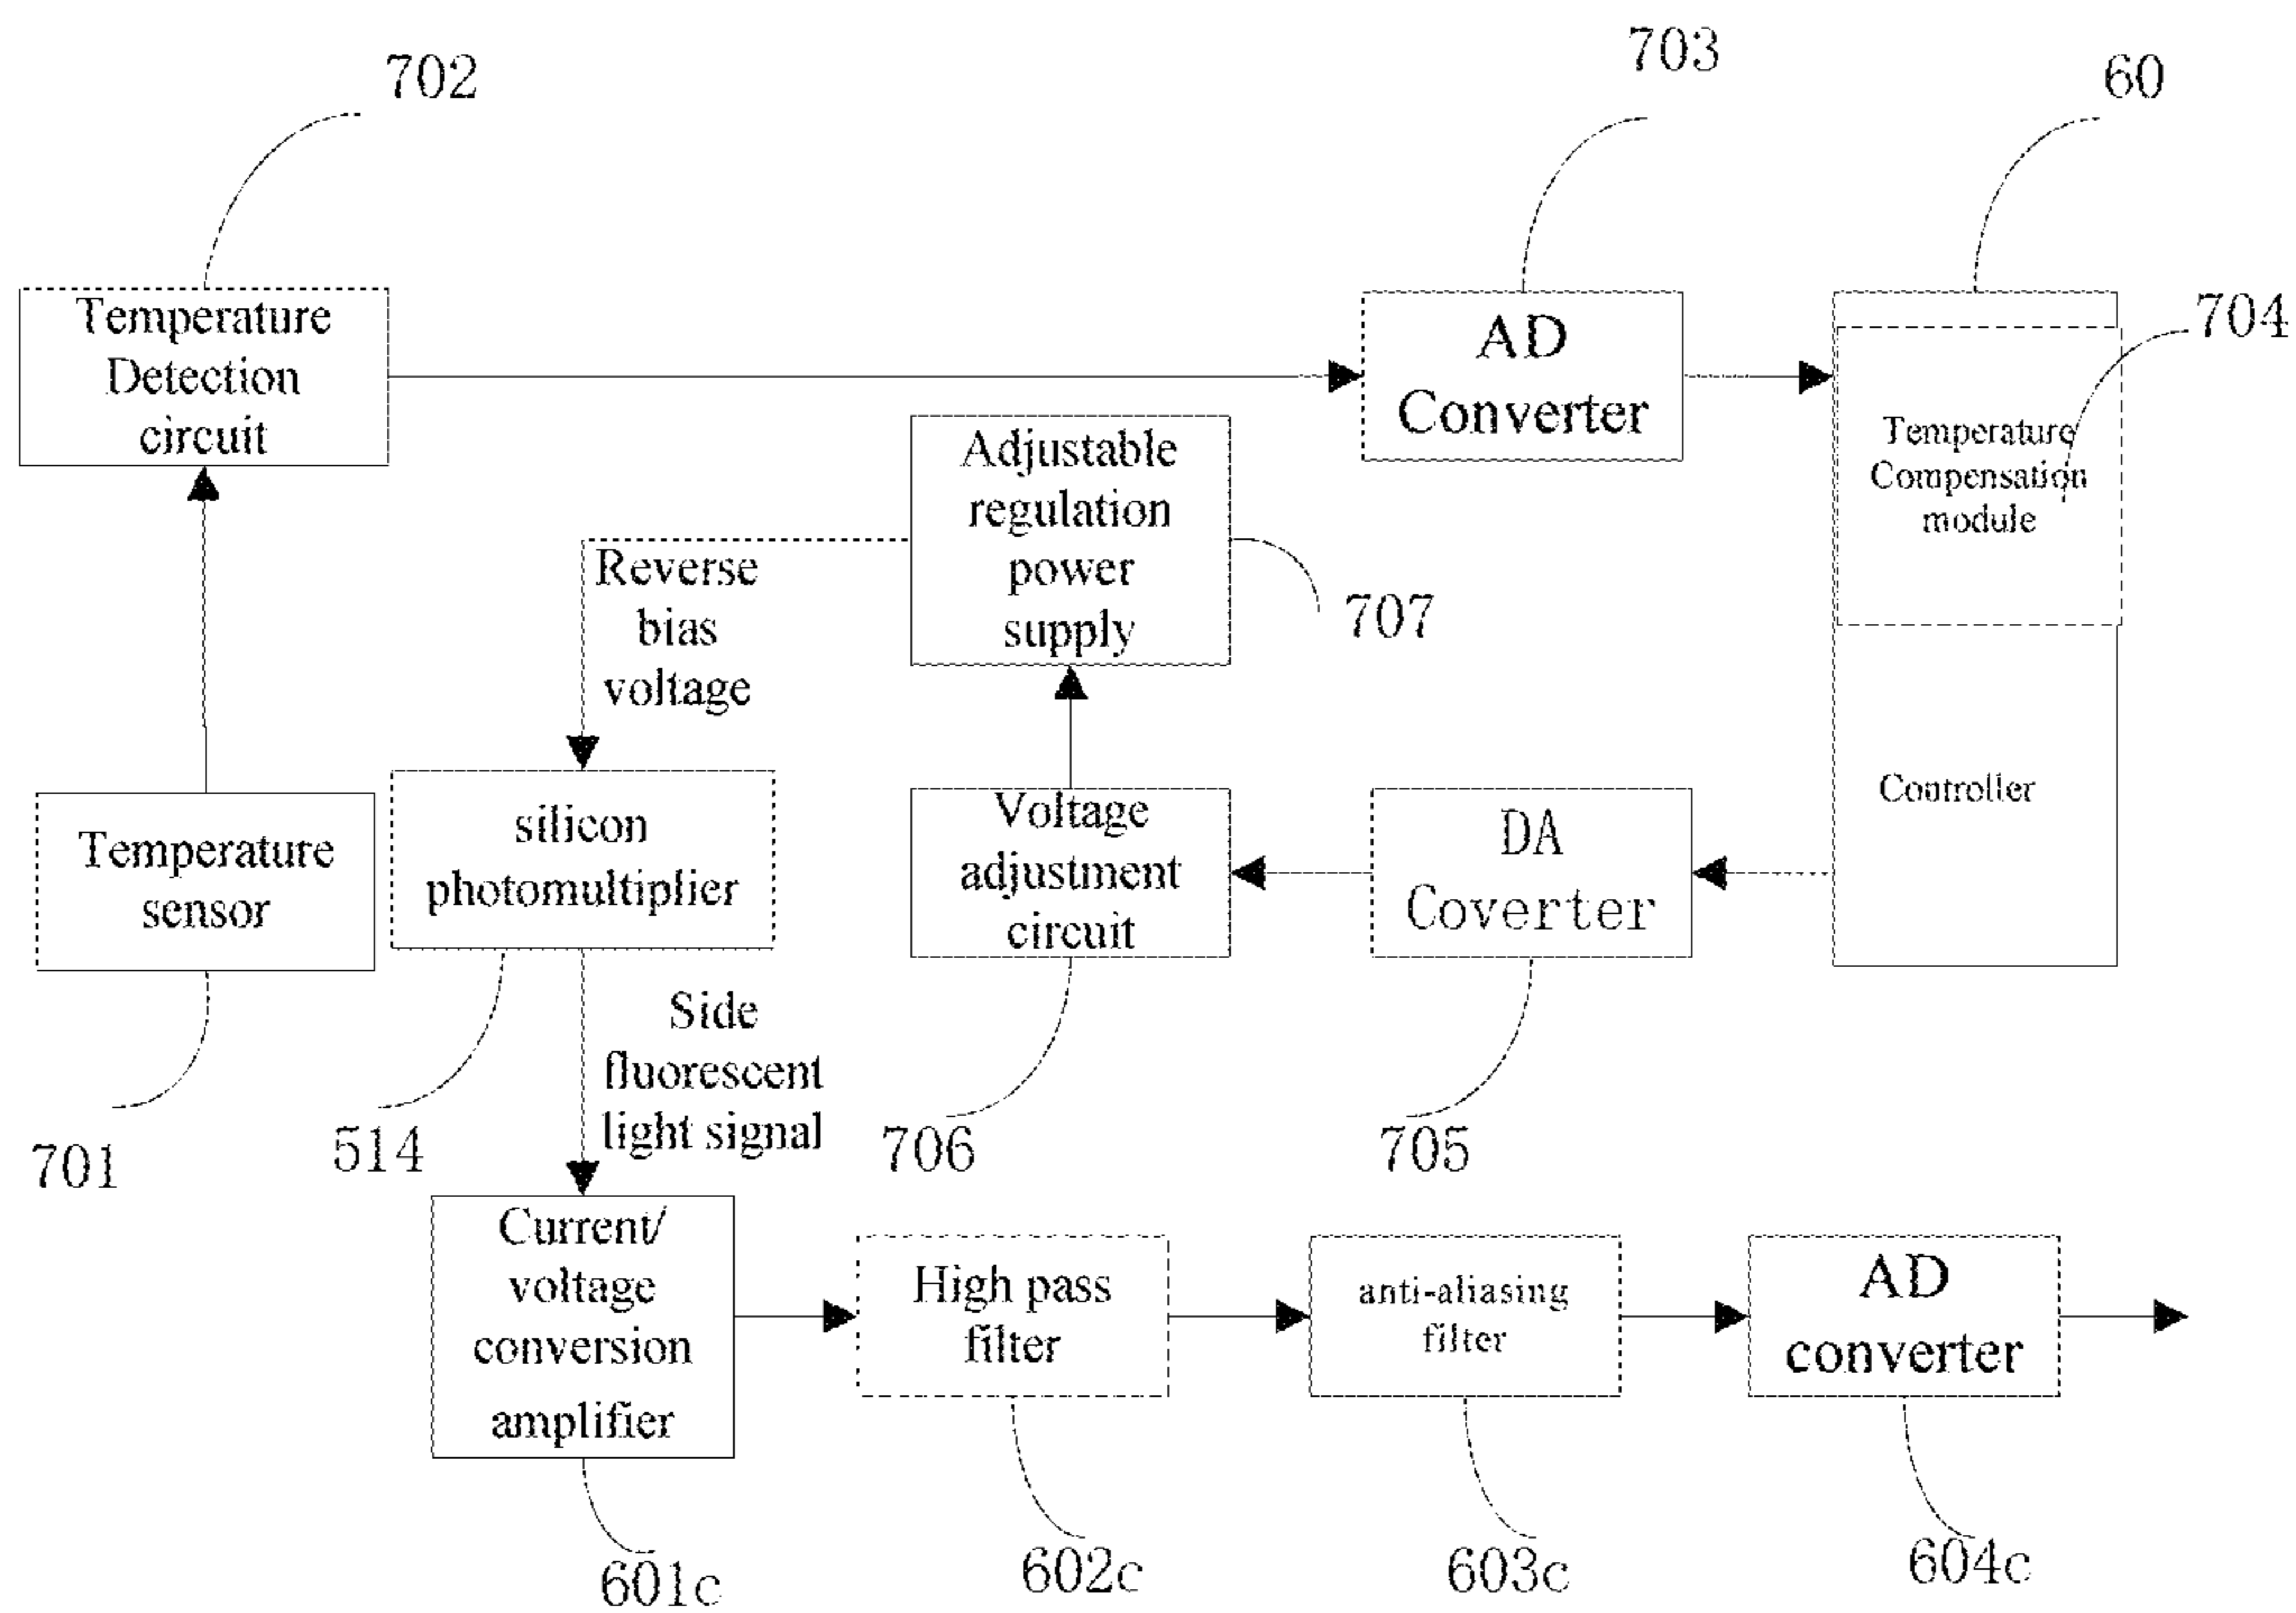 702
703
60
Temperature
Detection
circuit
AD
Converter
704
Temperature
Compensation
module
Adjustable
regulation
power
supply
707
Reverse
bias
voltage
Controller
Temperature
sensor
silicon
photomultiplier
Voltage
adjustment
circuit
DA
Coverter
Side
fluorescent
light signal
701
514
706
705
Current/
voltage
conversion
amplifier
High pass
filter
anti-aliasing
filter
AD
converter
601c
602c
603c
604c